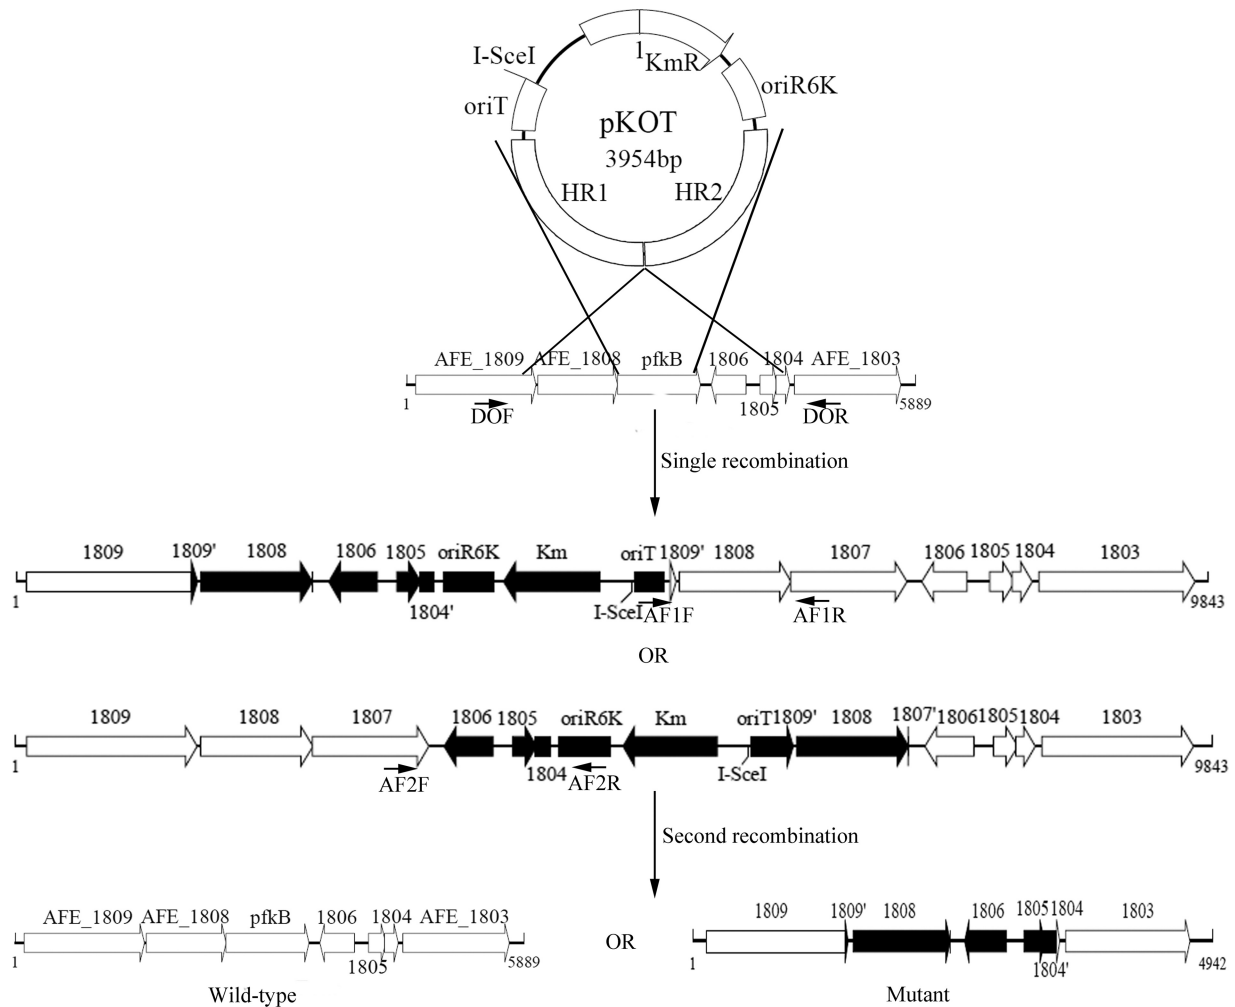 I-SceI
1
KmR
oriT
oriR6K
pKOT
3954bp
HR1
HR2
AFE_1809 AFE_1808 pfkB 1806 1804 AFE_1803
1
1805
5889
DOF
DOR
Single recombination
1809 1809' 1808 1806 1805 oriR6K Km oriT 1809' 1808 1807 1806 1805 1804 1803
1
1804'
I-SceI
AF1F
AF1R
9843
OR
1809 1808 1807 1806 1805 oriR6K Km oriT 1809' 1808 1807' 1806 1805 1804 1803
1
AF2F
1804
AF2R
I-SceI
9843
Second recombination
AFE_1809 AFE_1808 pfkB 1806 1804 AFE_1803
1
1805
5889
Wild-type
OR
1809 1809' 1808 1806 1805 1804 1803
1
1804'
4942
Mutant